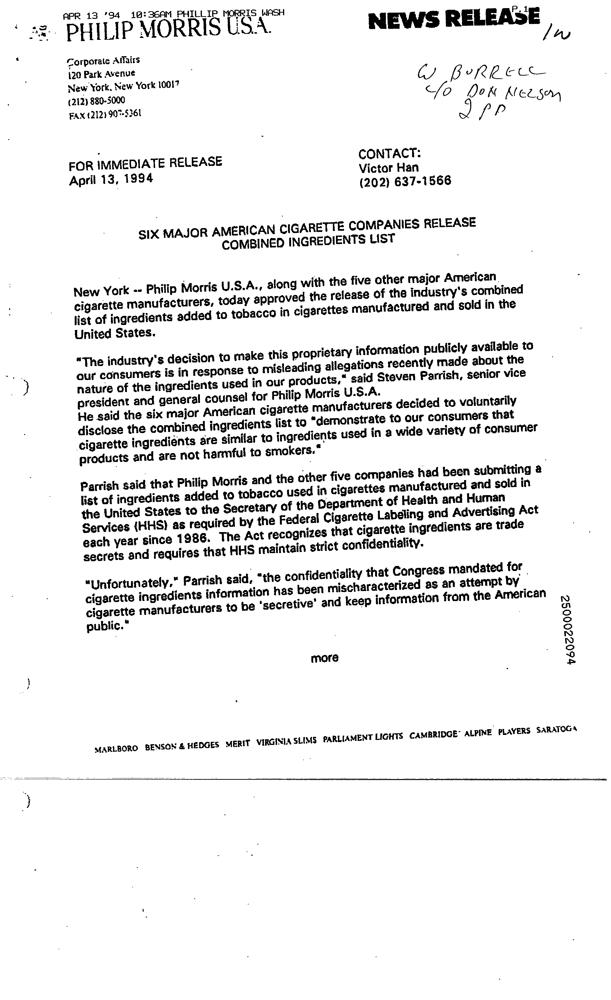 APR 13 '94 10:36AM PHILLIP MORRIS WASH
P.1
PHILIP MORRIS U.S.A.
NEWS RELEASE
Corporate Affairs
120 Park Avenue
New York, New York 10017
(212) 880-5000
FAX (212) 907-5361
W BURRELL
c/o DON NELSON
2 PP
FOR IMMEDIATE RELEASE
April 13, 1994
CONTACT:
Victor Han
(202) 637-1566
SIX MAJOR AMERICAN CIGARETTE COMPANIES RELEASE
COMBINED INGREDIENTS LIST
New York -- Philip Morris U.S.A., along with the five other major American
cigarette manufacturers, today approved the release of the industry's combined
list of ingredients added to tobacco in cigarettes manufactured and sold in the
United States.
"The industry's decision to make this proprietary information publicly available to
our consumers is in response to misleading allegations recently made about the
nature of the ingredients used in our products," said Steven Parrish, senior vice
president and general counsel for Philip Morris U.S.A.
He said the six major American cigarette manufacturers decided to voluntarily
disclose the combined ingredients list to "demonstrate to our consumers that
cigarette ingredients are similar to ingredients used in a wide variety of consumer
products and are not harmful to smokers."
Parrish said that Philip Morris and the other five companies had been submitting a
list of ingredients added to tobacco used in cigarettes manufactured and sold in
the United States to the Secretary of the Department of Health and Human
Services (HHS) as required by the Federal Cigarette Labeling and Advertising Act
each year since 1986. The Act recognizes that cigarette ingredients are trade
secrets and requires that HHS maintain strict confidentiality.
"Unfortunately," Parrish said, "the confidentiality that Congress mandated for
cigarette ingredients information has been mischaracterized as an attempt by
cigarette manufacturers to be 'secretive' and keep information from the American
public."
more
2500022094
MARLBORO BENSON & HEDGES MERIT VIRGINIA SLIMS PARLIAMENT LIGHTS CAMBRIDGE ALPINE PLAYERS SARATOGA